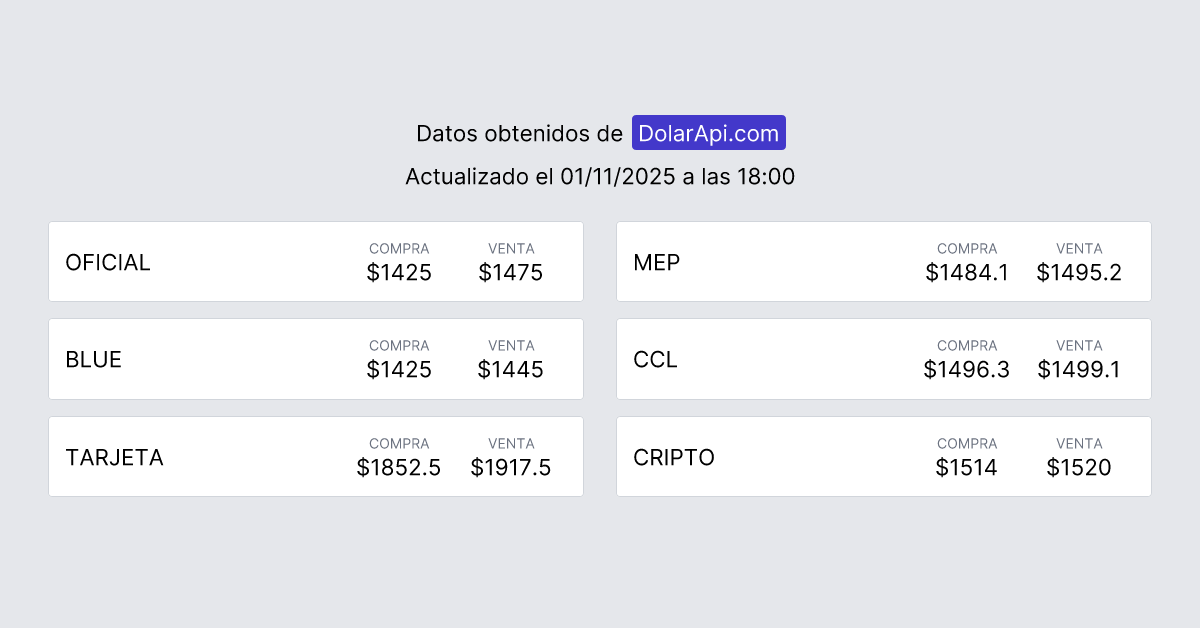 Datos obtenidos de DolarApi.com
Actualizado el 01/11/2025 a las 18:00
OFICIAL
COMPRA VENTA
$1425 $1475
MEP
COMPRA VENTA
$1484.1 $1495.2
BLUE
COMPRA VENTA
$1425 $1445
CCL
COMPRA VENTA
$1496.3 $1499.1
TARJETA
COMPRA VENTA
$1852.5 $1917.5
CRIPTO
COMPRA VENTA
$1514 $1520